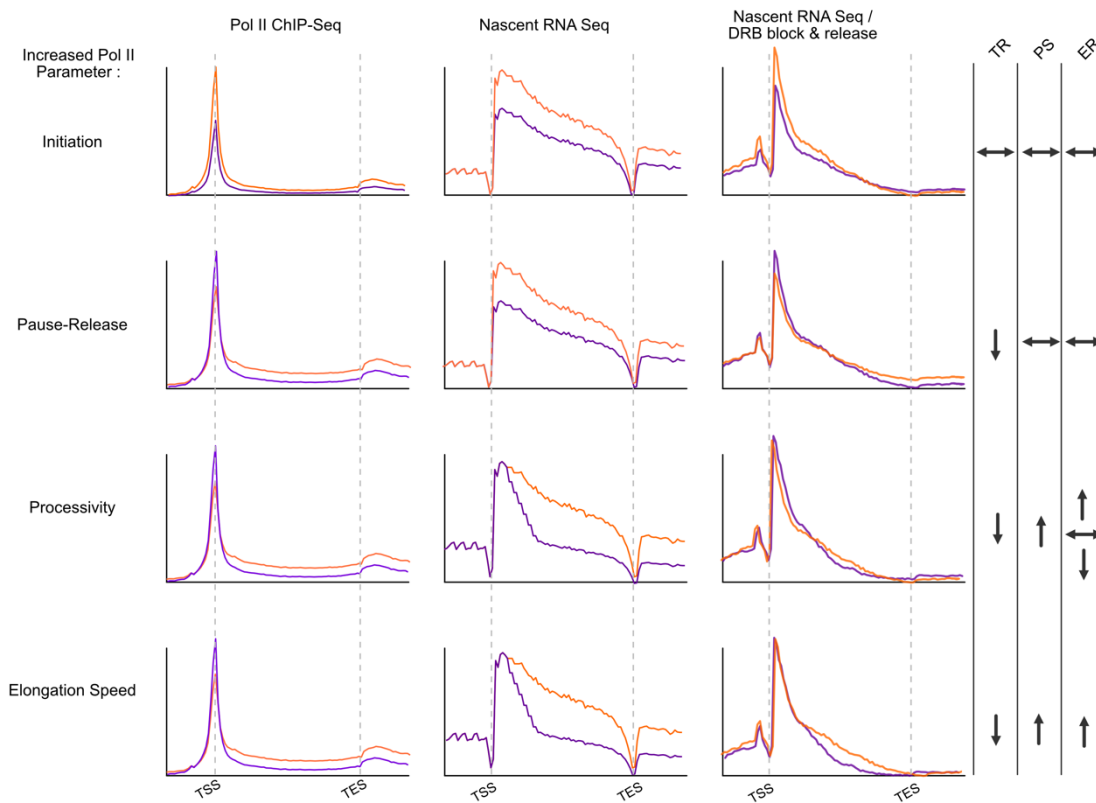 Pol II ChIP-Seq
Nascent RNA Seq
Nascent RNA Seq /
DRB block & release
TR
PS
ER
Increased Pol II
Parameter :
Initiation
Pause-Release
Processivity
Elongation Speed
TSS
TES
TSS
TES
TSS
TES